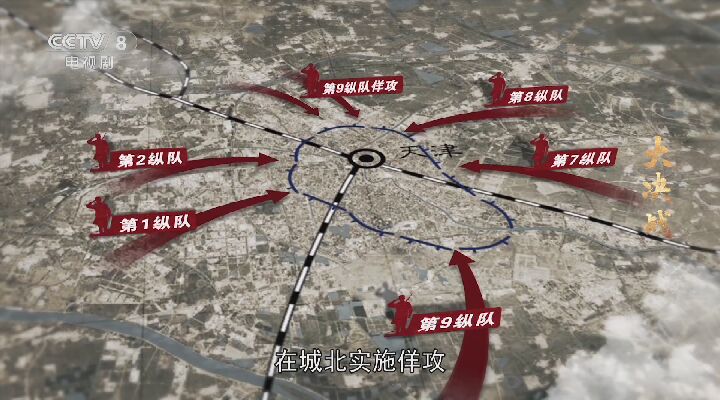 CCTV 8
电视剧
第9纵队佯攻
第8纵队
第2纵队
天津
第7纵队
第1纵队
大决战
第9纵队
在城北实施佯攻